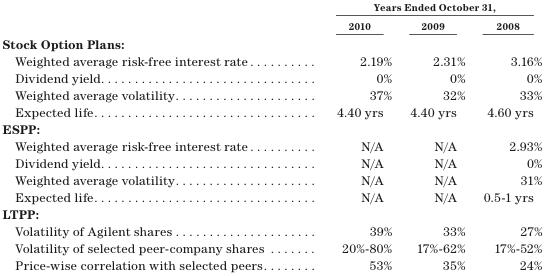 Years Ended October 31,
2010 2009 2008
Stock Option Plans:
Weighted average risk-free interest rate . . . . . . . . . . 2.19% 2.31% 3.16%
Dividend yield. . . . . . . . . . . . . . . . . . . . . . . . . . . . . . . . . 0% 0% 0%
Weighted average volatility. . . . . . . . . . . . . . . . . . . . . 37% 32% 33%
Expected life. . . . . . . . . . . . . . . . . . . . . . . . . . . . . . . . . . 4.40 yrs 4.40 yrs 4.60 yrs
ESPP:
Weighted average risk-free interest rate . . . . . . . . . . N/A N/A 2.93%
Dividend yield. . . . . . . . . . . . . . . . . . . . . . . . . . . . . . . . . N/A N/A 0%
Weighted average volatility. . . . . . . . . . . . . . . . . . . . . N/A N/A 31%
Expected life. . . . . . . . . . . . . . . . . . . . . . . . . . . . . . . . . . N/A N/A 0.5-1 yrs
LTPP:
Volatility of Agilent shares . . . . . . . . . . . . . . . . . . . . . 39% 33% 27%
Volatility of selected peer-company shares . . . . . . . 20%-80% 17%-62% 17%-52%
Price-wise correlation with selected peers. . . . . . . . 53% 35% 24%